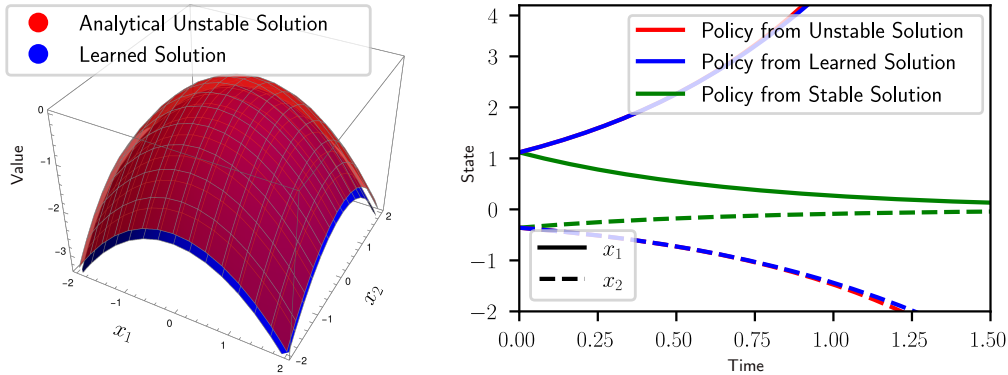 Analytical Unstable Solution
Learned Solution
Value
0
−1
−2
−3
−2
−1
0
1
2
x1
−2
−1
0
1
2
x2
Policy from Unstable Solution
Policy from Learned Solution
Policy from Stable Solution
State
4
3
2
1
0
−1
−2
x1
x2
0.00 0.25 0.50 0.75 1.00 1.25 1.50
Time